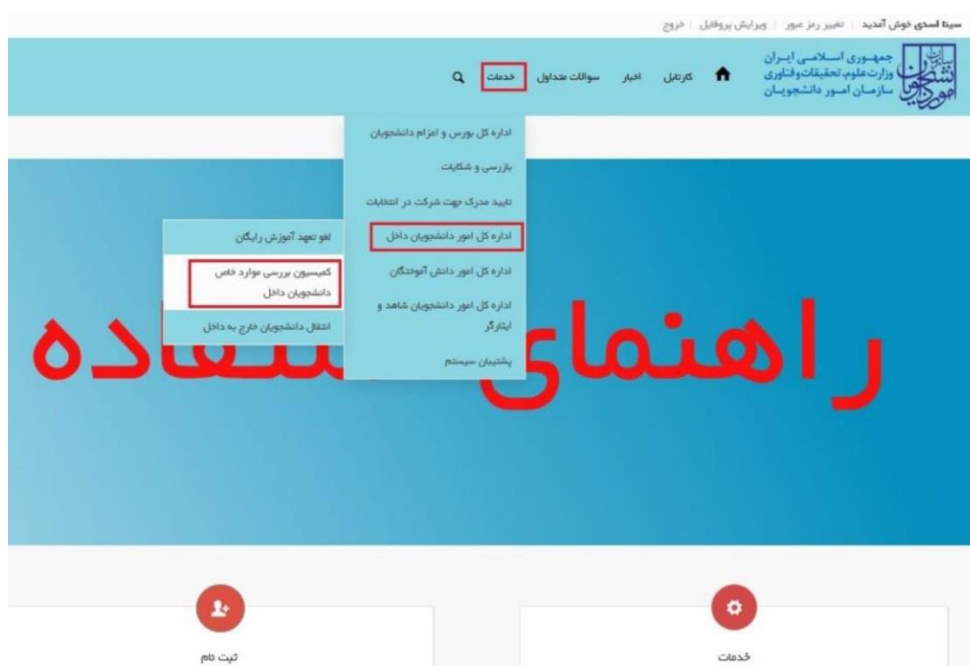 سینا اسدی خوش آمدید | تغییر رمز عبور | ویرایش پروفایل | خروج
جمهوری اسلامی ایران
وزارت علوم، تحقیقات و فناوری
سازمان امور دانشجویان
کارتابل اخبار سوالات متداول خدمات
اداره کل بورس و اعزام دانشجویان
بازرسی و شکایات
تایید مدرک جهت شرکت در انتخابات
اداره کل امور دانشجویان داخل
اداره کل امور دانش آموختگان
اداره کل امور دانشجویان شاهد و
ایثارگر
پشتیبان سیستم
لغو تعهد آموزش رایگان
کمیسیون بررسی موارد خاص
دانشجویان داخل
انتقال دانشجویان خارج به داخل
راهنمای
خدمات
ثبت نام